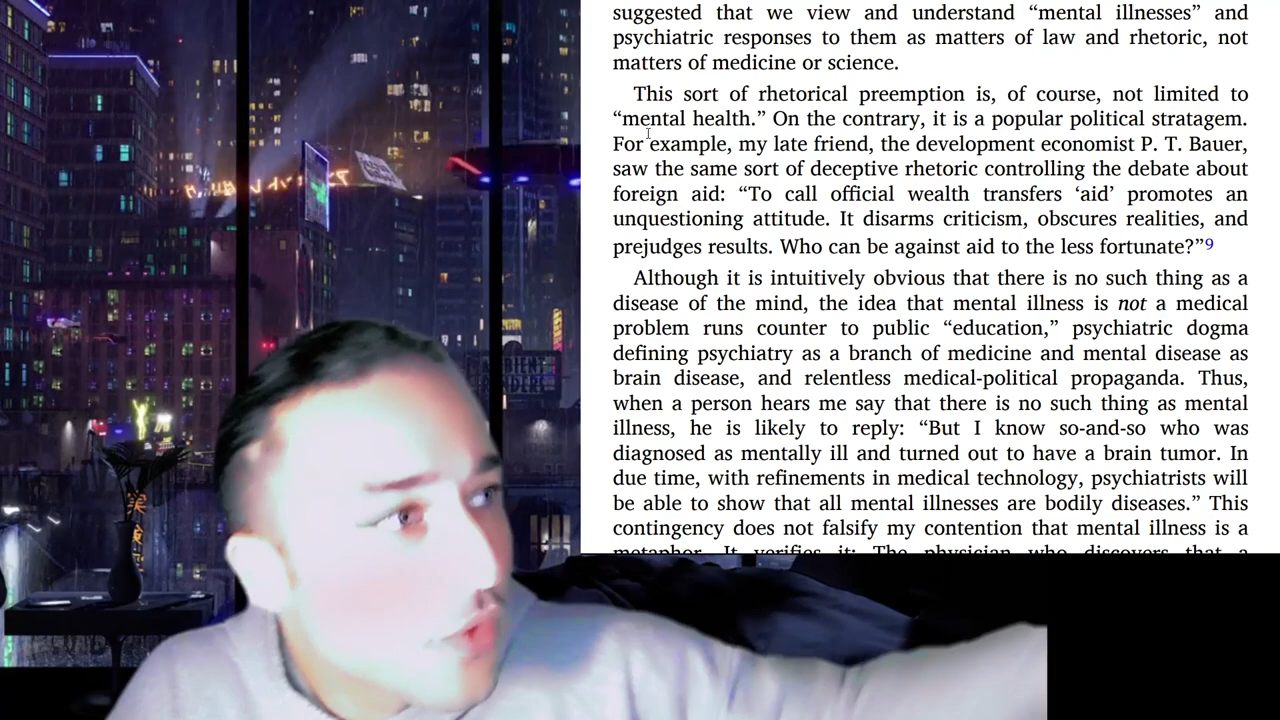 suggested that we view and understand “mental illnesses” and
psychiatric responses to them as matters of law and rhetoric, not
matters of medicine or science.
This sort of rhetorical preemption is, of course, not limited to
“mental health.” On the contrary, it is a popular political stratagem.
For example, my late friend, the development economist P. T. Bauer,
saw the same sort of deceptive rhetoric controlling the debate about
foreign aid: “To call official wealth transfers ‘aid’ promotes an
unquestioning attitude. It disarms criticism, obscures realities, and
prejudges results. Who can be against aid to the less fortunate?”9
Although it is intuitively obvious that there is no such thing as a
disease of the mind, the idea that mental illness is not a medical
problem runs counter to public “education,” psychiatric dogma
defining psychiatry as a branch of medicine and mental disease as
brain disease, and relentless medical-political propaganda. Thus,
when a person hears me say that there is no such thing as mental
illness, he is likely to reply: “But I know so-and-so who was
diagnosed as mentally ill and turned out to have a brain tumor. In
due time, with refinements in medical technology, psychiatrists will
be able to show that all mental illnesses are bodily diseases.” This
contingency does not falsify my contention that mental illness is a
metaphor. It verifies it: The physician who discovers that a